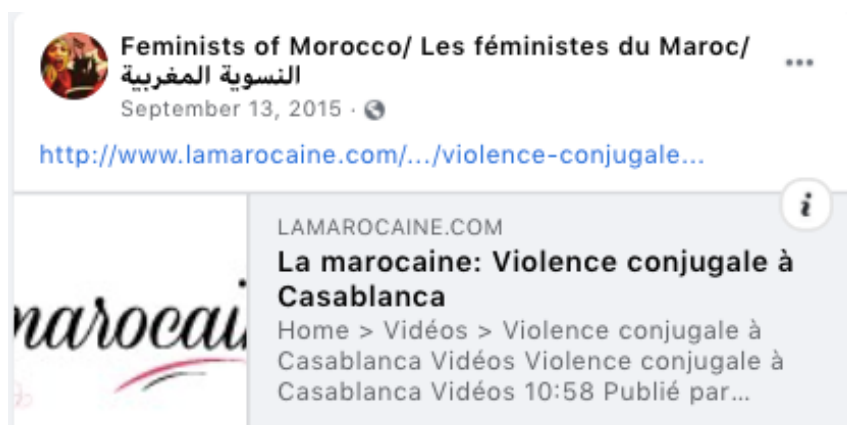 Feminists of Morocco/ Les féministes du Maroc/
النسوية المغربية
September 13, 2015 ·
http://www.lamarocaine.com/.../violence-conjugale...
i
LAMAROCAINE.COM
La marocaine: Violence conjugale à
Casablanca
Home > Vidéos > Violence conjugale à
Casablanca Vidéos Violence conjugale à
Casablanca Vidéos 10:58 Publié par...
marocain